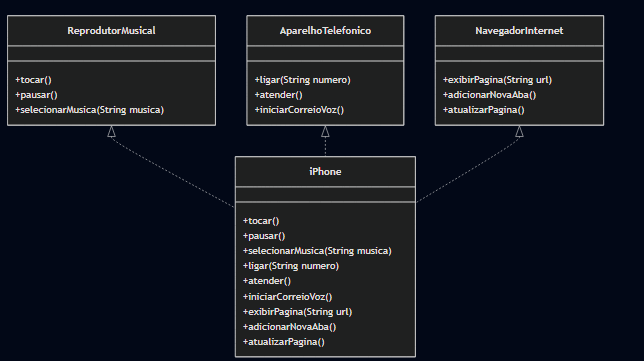 ReprodutorMusical
+tocar()
+pausar()
+selecionarMusica(String musica)
AparelhoTelefonico
+ligar(String numero)
+atender()
+iniciarCorreioVoz()
NavegadorInternet
+exibirPagina(String url)
+adicionarNovaAba()
+atualizarPagina()
iPhone
+tocar()
+pausar()
+selecionarMusica(String musica)
+ligar(String numero)
+atender()
+iniciarCorreioVoz()
+exibirPagina(String url)
+adicionarNovaAba()
+atualizarPagina()